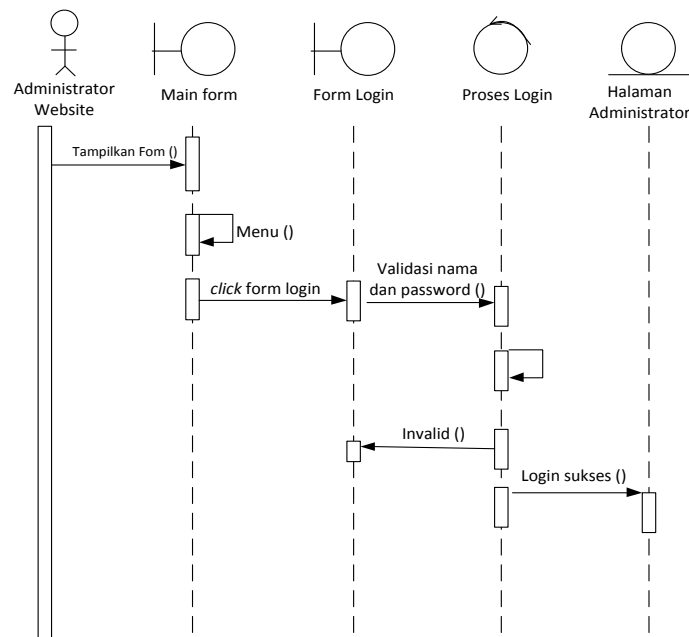 Administrator
Website
Main form
Form Login
Proses Login
Halaman
Administrator
Tampilkan Fom ()
Menu ()
click form login
Validasi nama
dan password ()
Invalid ()
Login sukses ()